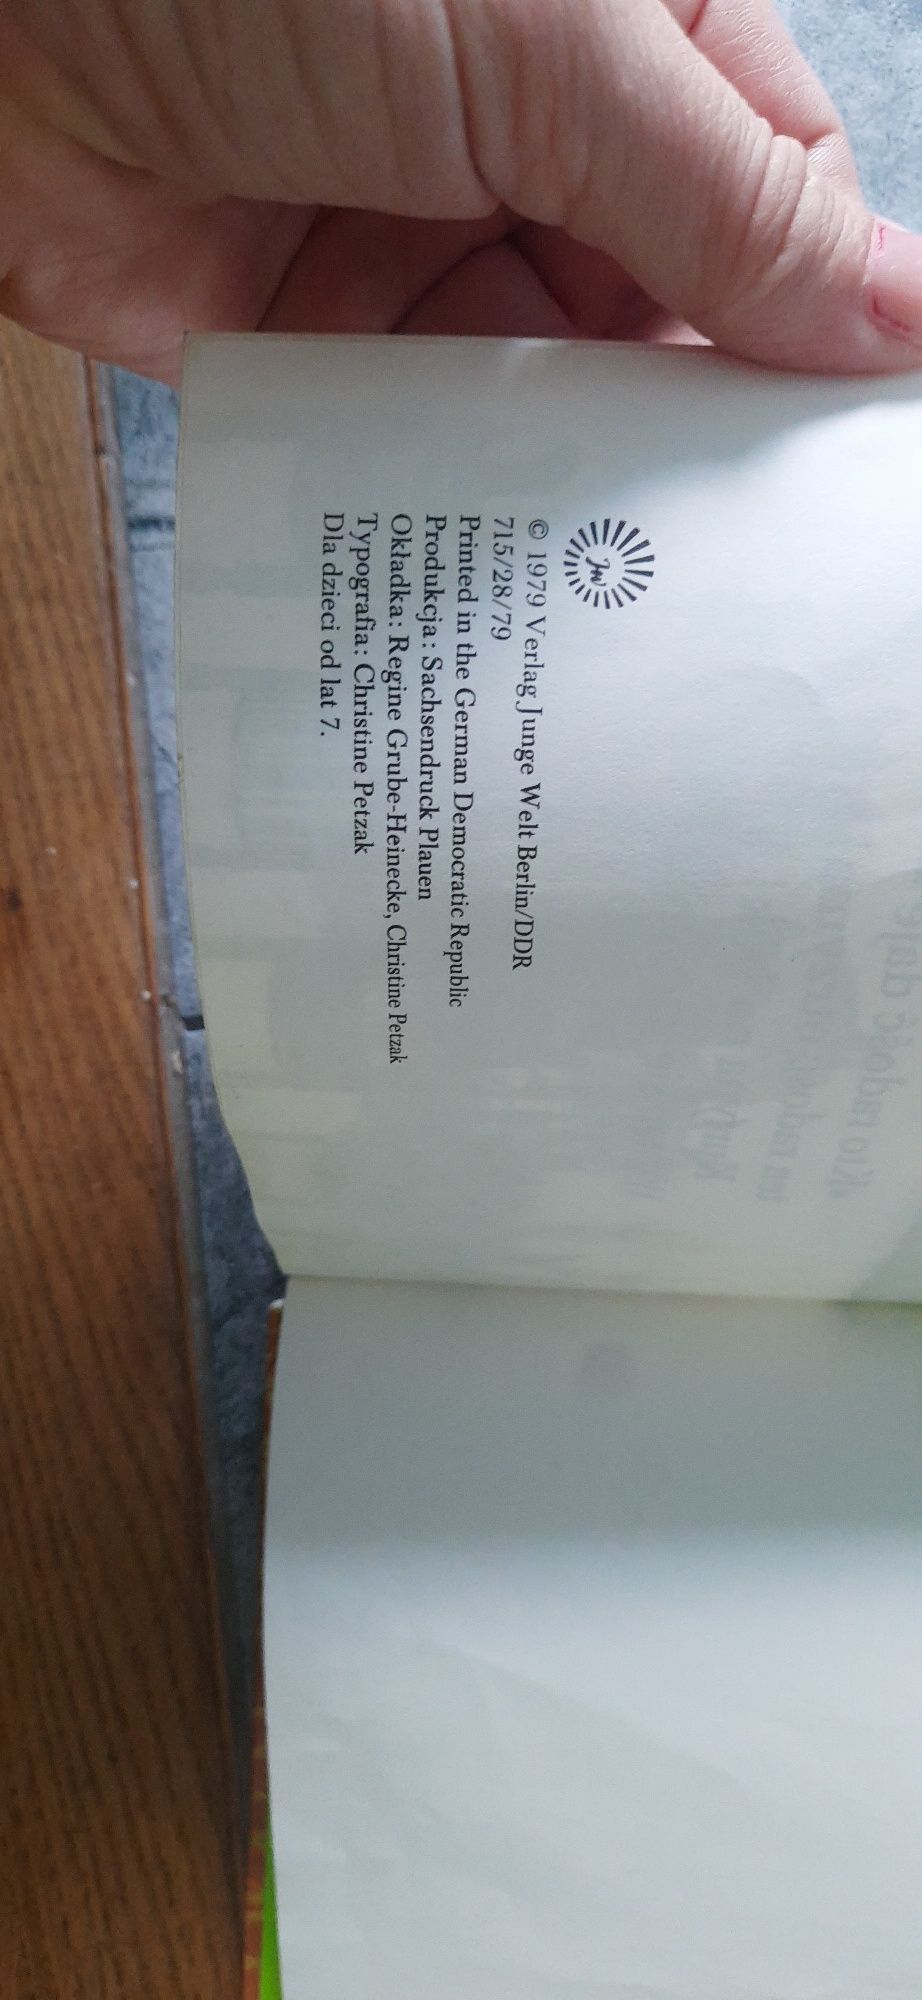 JW
© 1979 Verlag Junge Welt Berlin/DDR
715/28/79
Printed in the German Democratic Republic
Produkcja: Sachsendruck Plauen
Okładka: Regine Grube-Heinecke, Christine Petzak
Typografia: Christine Petzak
Dla dzieci od lat 7.